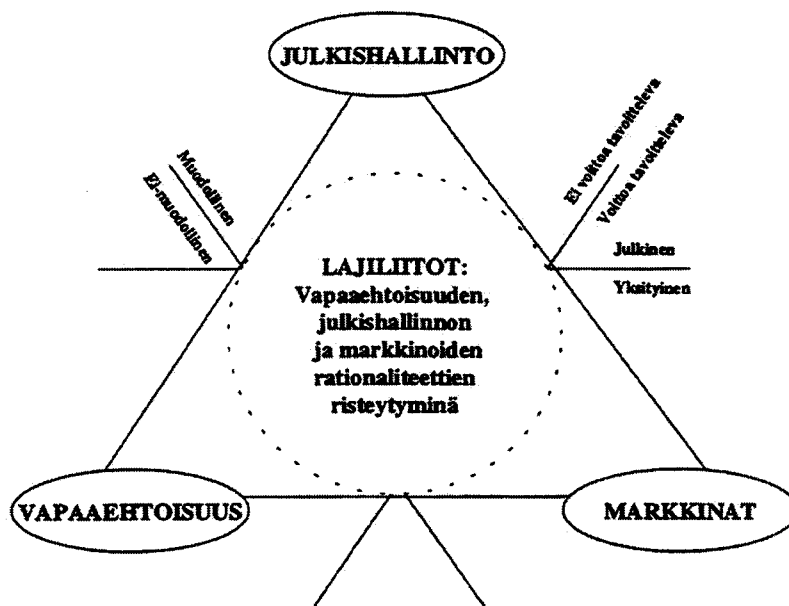 JULKISHALLINTO
Muodollinen
Ei-muodollinen
Ei voittoa tavoitteleva
Voittoa tavoitteleva
Julkinen
Yksityinen
LAJILIITOT:
Vapaaehtoisuuden,
julkishallinnon
ja markkinoiden
rationaliteettien
risteytyminä
VAPAAEHTOISUUS
MARKKINAT